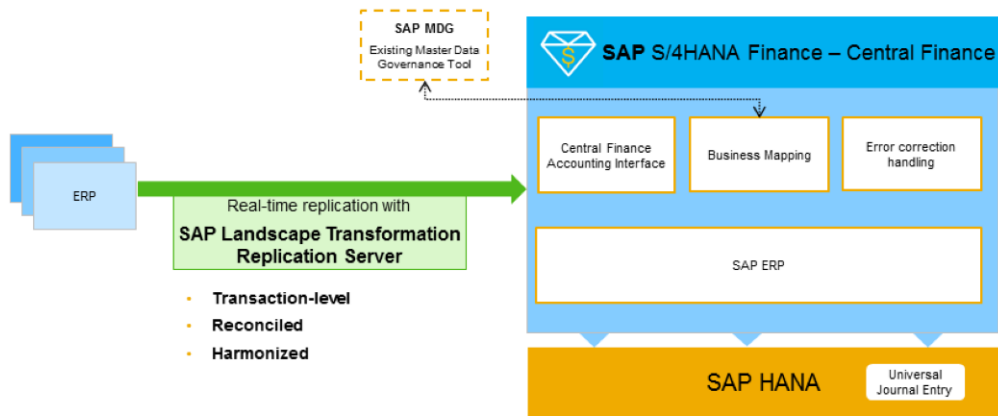 SAP MDG
Existing Master Data
Governance Tool
$
SAP S/4HANA Finance – Central Finance
Central Finance
Accounting Interface
Business Mapping
Error correction
handling
ERP
Real-time replication with
SAP Landscape Transformation
Replication Server
SAP ERP
• Transaction-level
• Reconciled
• Harmonized
SAP HANA
Universal
Journal Entry